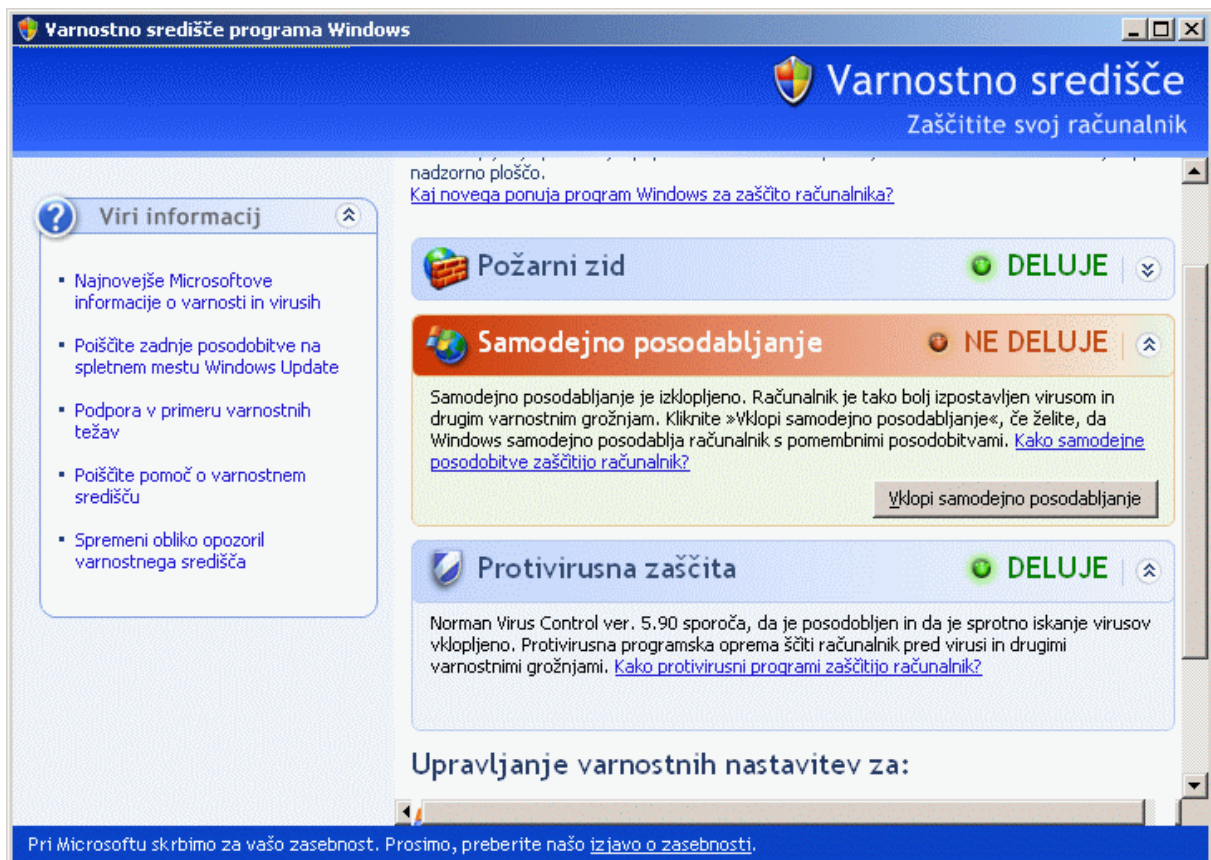 Varnostno središče programa Windows
Varnostno središče
Zaščitite svoj računalnik
Viri informacij
Najnovejše Microsoftove
informacije o varnosti in virusih
Poiščite zadnje posodobitve na
spletnem mestu Windows Update
Podpora v primeru varnostnih
težav
Poiščite pomoč o varnostnem
središču
Spremeni obliko opozoril
varnostnega središča
nadzorno ploščo.
Kaj novega ponuja program Windows za zaščito računalnika?
Požarni zid DELUJE
Samodejno posodabljanje NE DELUJE
Samodejno posodabljanje je izklopljeno. Računalnik je tako bolj izpostavljen virusom in
drugim varnostnim grožnjam. Kliknite »Vklopi samodejno posodabljanje«, če želite, da
Windows samodejno posodablja računalnik s pomembnimi posodobitvami. Kako samodejne
posodobitve zaščitijo računalnik?
Vklopi samodejno posodabljanje
Protivirusna zaščita DELUJE
Norman Virus Control ver. 5.90 sporoča, da je posodobljen in da je sprotno iskanje virusov
vklopljeno. Protivirusna programska oprema ščiti računalnik pred virusi in drugimi
varnostnimi grožnjami. Kako protivirusni programi zaščitijo računalnik?
Upravljanje varnostnih nastavitev za:
Pri Microsoftu skrbimo za vašo zasebnost. Prosimo, preberite našo izjavo o zasebnosti.